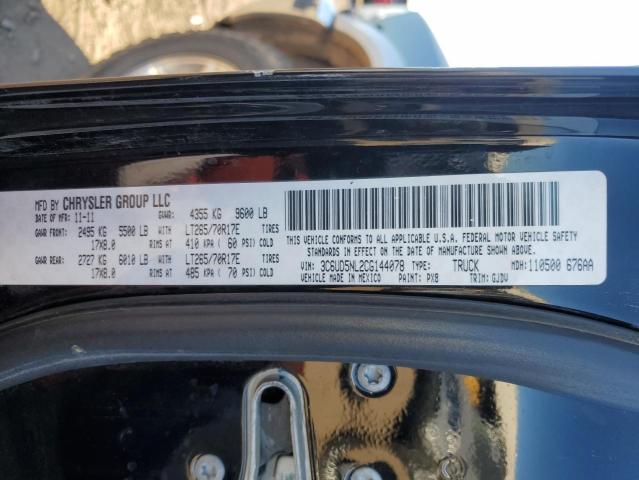 MFD BY CHRYSLER GROUP LLC
DATE OF MFR: 11-11 GVWR: 4355 KG 9600 LB
GAWR FRONT: 2495 KG 5500 LB LT265/70R17E TIRES
17X8.0 RIMS AT 410 KPA ( 60 PSI) COLD
GAWR REAR: 2727 KG 6010 LB LT265/70R17E TIRES
17X8.0 RIMS AT 485 KPA ( 70 PSI) COLD
THIS VEHICLE CONFORMS TO ALL APPLICABLE U.S.A. FEDERAL MOTOR VEHICLE SAFETY
STANDARDS IN EFFECT ON THE DATE OF MANUFACTURE SHOWN ABOVE.
VIN: 3C6UD5NL2CG144078 TYPE: TRUCK MDH: 110500 676AA
VEHICLE MADE IN MEXICO PAINT: PX8 TRIM: GJDV